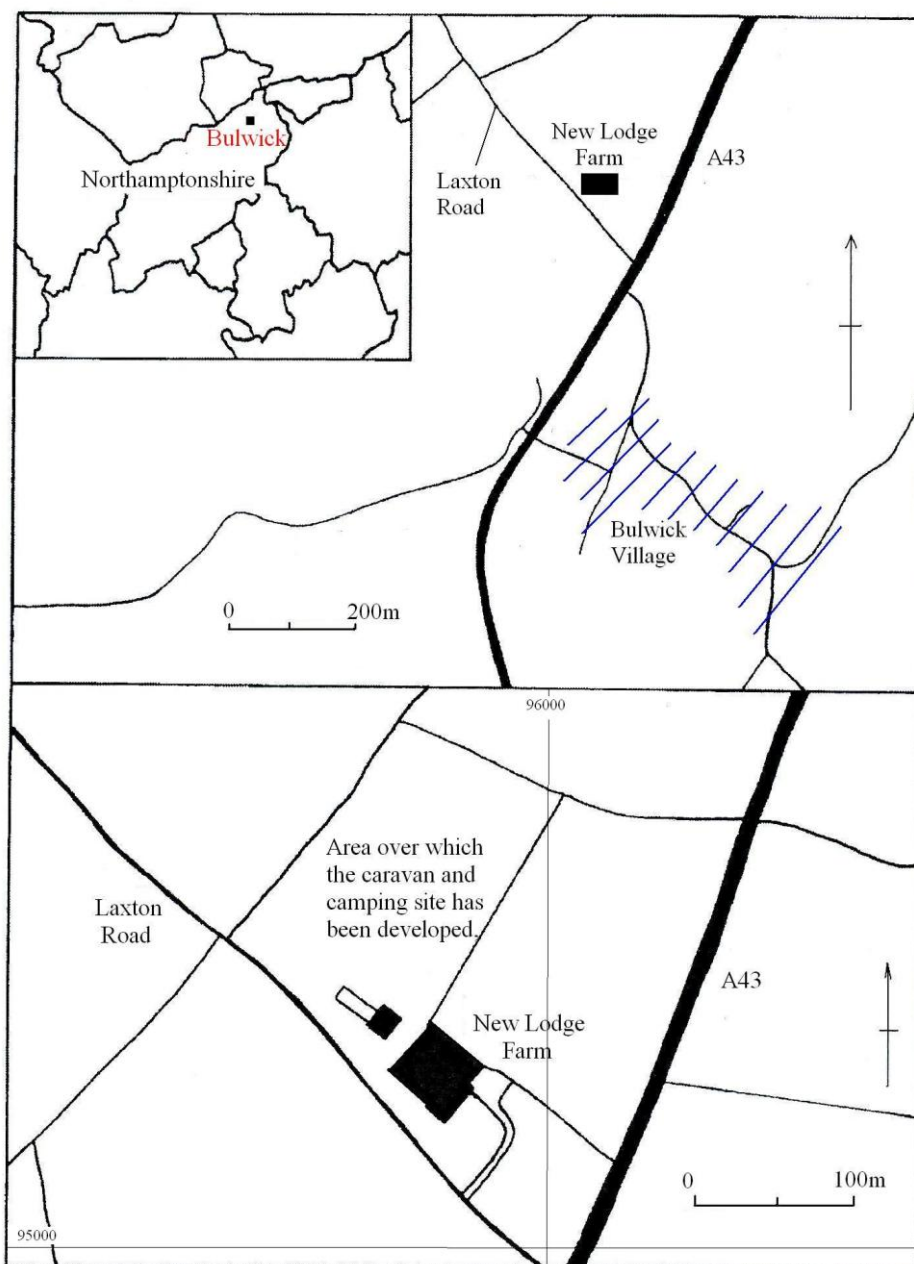 Bulwick
Northamptonshire
New Lodge
Farm
A43
Laxton
Road
Bulwick
Village
0 200m
96000
Area over which
the caravan and
camping site has
been developed.
Laxton
Road
A43
New Lodge
Farm
0 100m
95000